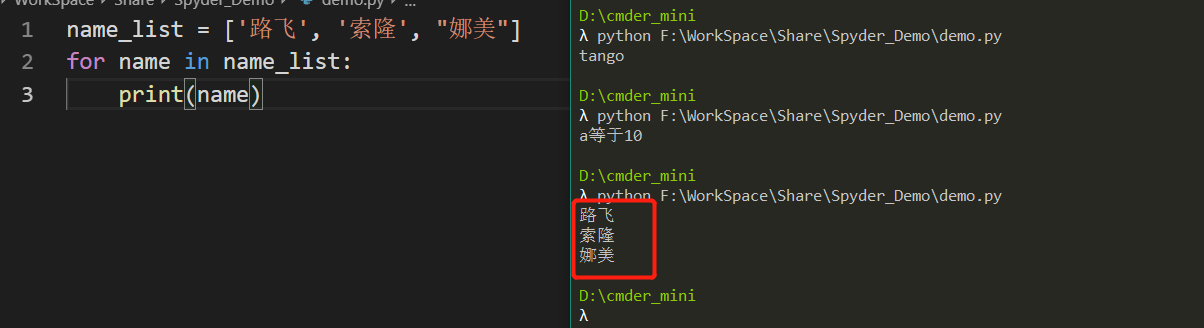 WorkSpace > Share > Spyder_Demo > demo.py > ...
1 name_list = ['路飞', '索隆', "娜美"]
2 for name in name_list:
3 print(name)
D:\cmder_mini
λ python F:\WorkSpace\Share\Spyder_Demo\demo.py
tango
D:\cmder_mini
λ python F:\WorkSpace\Share\Spyder_Demo\demo.py
a等于10
D:\cmder_mini
λ python F:\WorkSpace\Share\Spyder_Demo\demo.py
路飞
索隆
娜美
D:\cmder_mini
λ